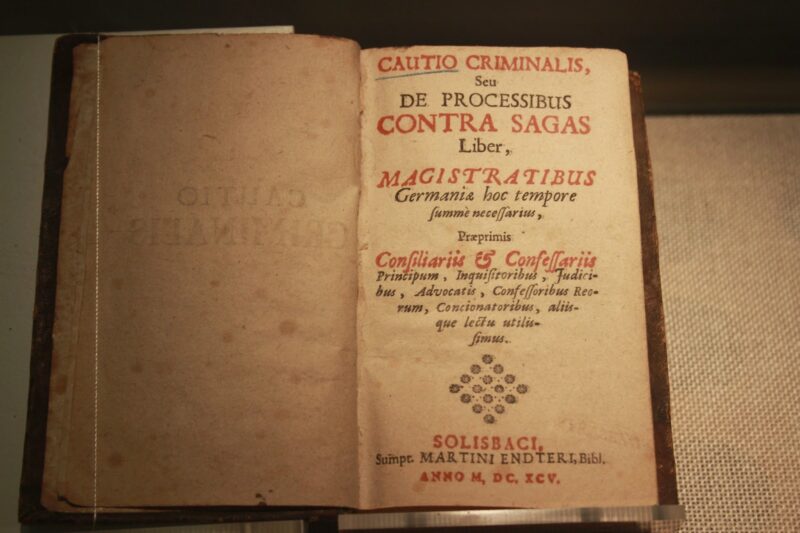 CAUTIO CRIMINALIS,
Seu
DE PROCESSIBUS
CONTRA SAGAS
Liber,
MAGISTRATIBUS
Germaniæ hoc tempore
ſummè neceſſarius,
Præprimis
Conſiliariis & Confeſſariis
Principum, Inquiſitoribus, Judici-
bus, Advocatis, Confeſſoribus Reo-
rum, Concionatoribus, aliis-
que lectu utiliſ-
ſimus.
SOLISBACI,
Sumpt. MARTINI ENDTERI, Bibl.
ANNO M, DC. XCV.